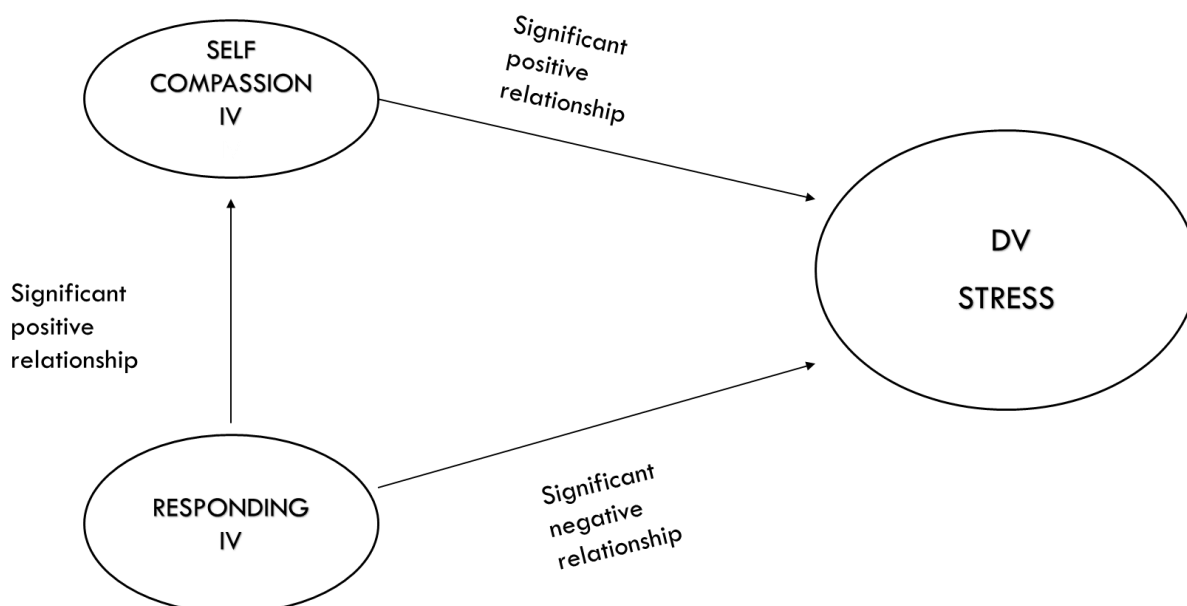 SELF
COMPASSION
IV
Significant
positive
relationship
DV
STRESS
Significant
positive
relationship
RESPONDING
IV
Significant
negative
relationship